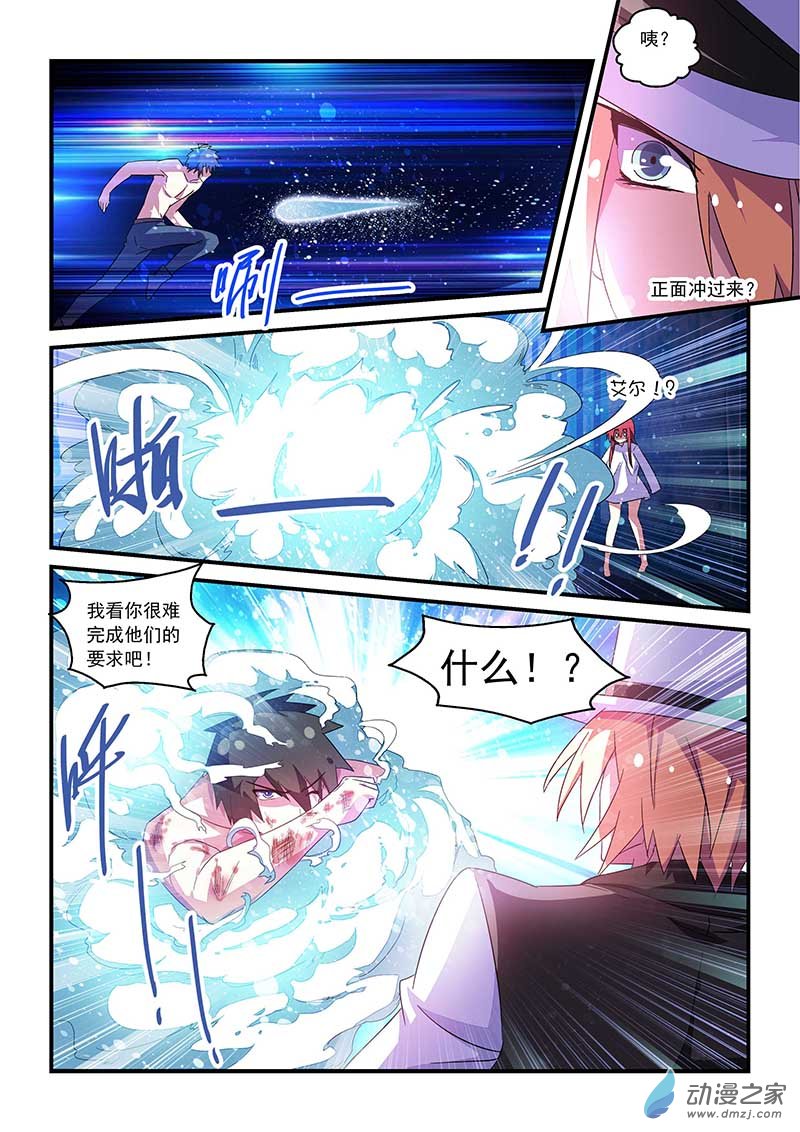 唰——
咦？
正面冲过来？
啪——!!
艾尔！?
我看你很难
完成他们的
要求吧！
呼
什么！？
动漫之家
www.dmzj.com